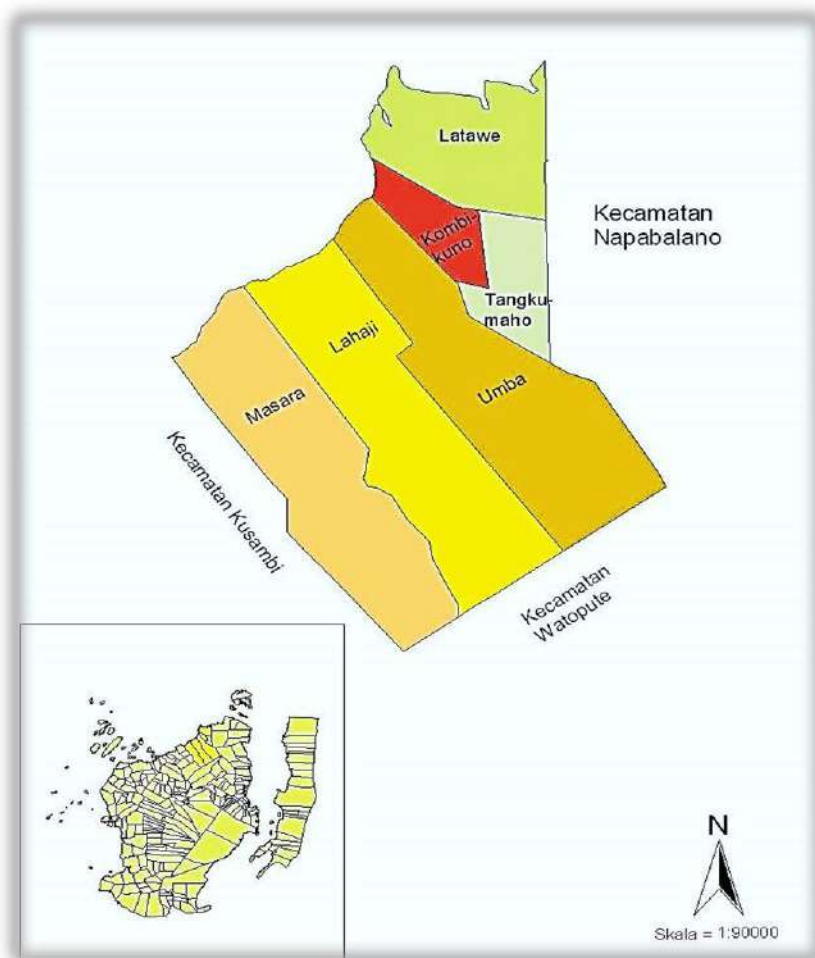 Latawe
Kecamatan
Napabalano
Kombi-
kuno
Tangku-
maho
Lahaji
Umba
Masara
Kecamatan Kusambi
Kecamatan
Watopute
N
Skala = 1:90000